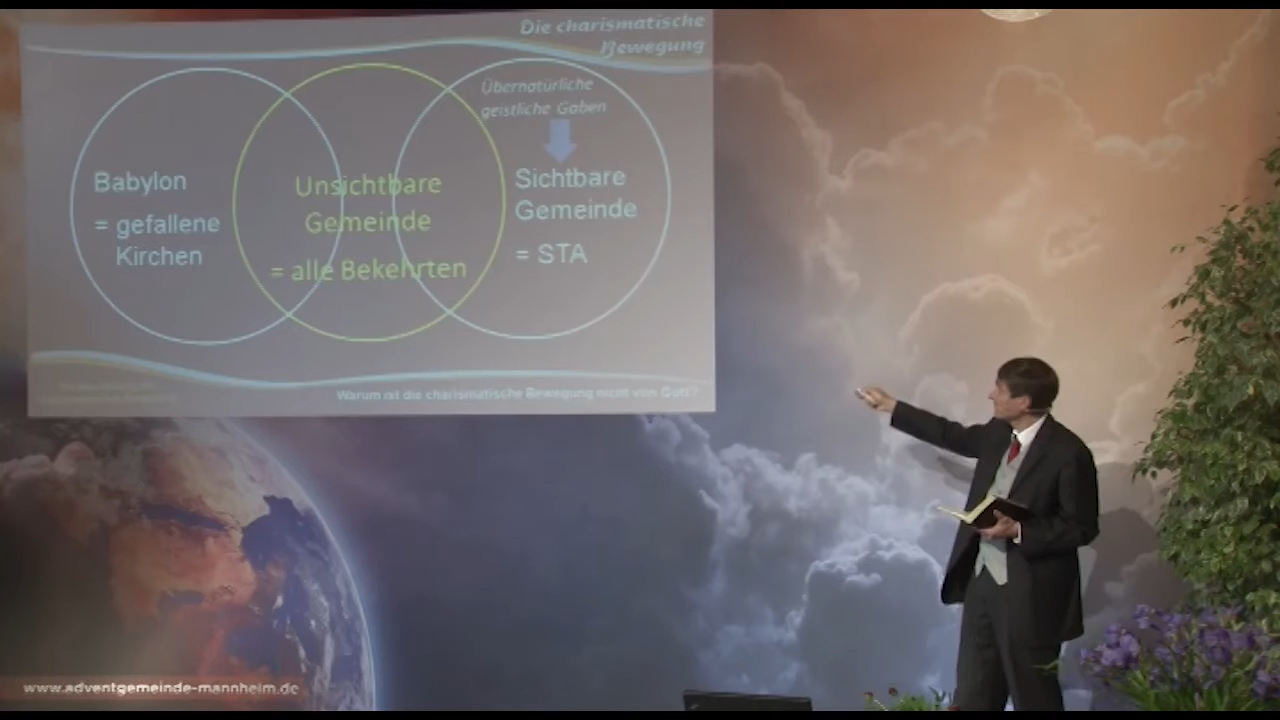 Die charismatische
Bewegung
Übernatürliche
geistliche Gaben
Babylon
= gefallene
Kirchen
Unsichtbare
Gemeinde
= alle Bekehrten
Sichtbare
Gemeinde
= STA
Warum ist die charismatische Bewegung nicht von Gott?
www.adventgemeinde-mannheim.de